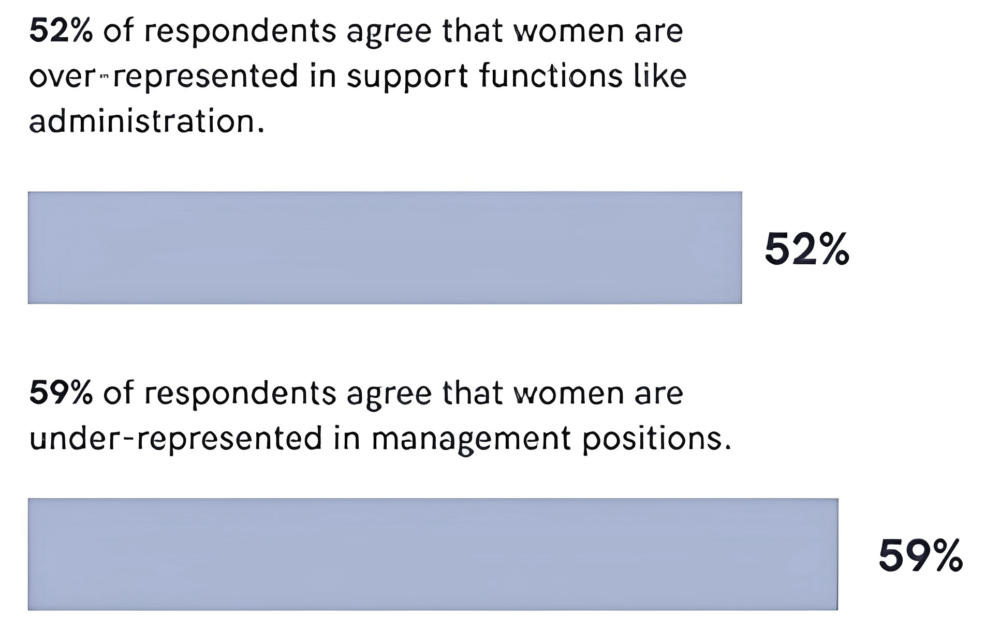 52% of respondents agree that women are
over-represented in support functions like
administration.
52%
59% of respondents agree that women are
under-represented in management positions.
59%